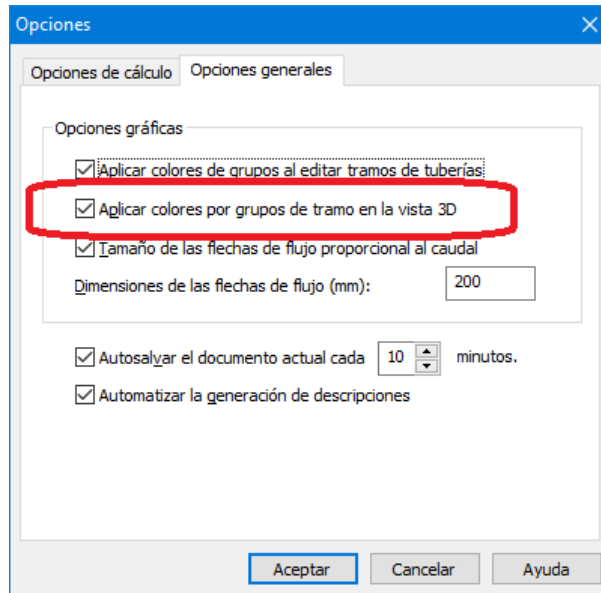 Opciones
Opciones de cálculo Opciones generales
Opciones gráficas
Aplicar colores de grupos al editar tramos de tuberías
Aplicar colores por grupos de tramo en la vista 3D
Tamaño de las flechas de flujo proporcional al caudal
Dimensiones de las flechas de flujo (mm): 200
Autosalvar el documento actual cada 10 minutos.
Automatizar la generación de descripciones
Aceptar Cancelar Ayuda